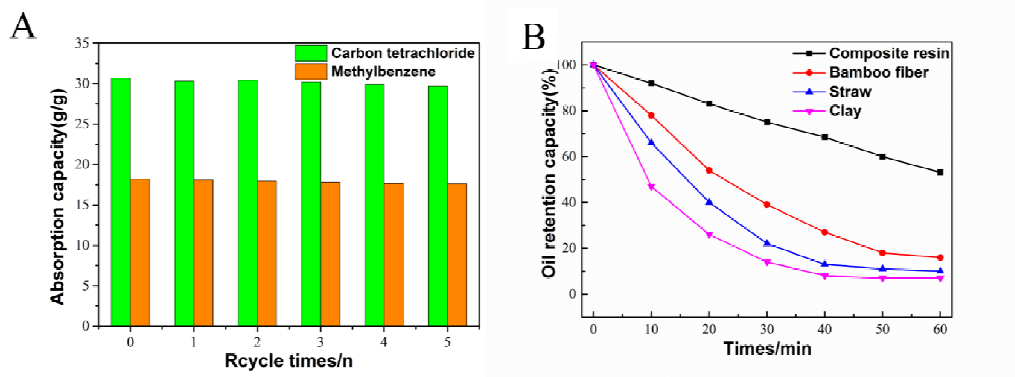 A
Absorption capacity(g/g)
35
30
25
20
15
10
5
0
Carbon tetrachloride
Methylbenzene
0 1 2 3 4 5
Rcycle times/n
B
Oil retention capacity(%)
100
80
60
40
20
0
Composite resin
Bamboo fiber
Straw
Clay
0 10 20 30 40 50 60
Times/min